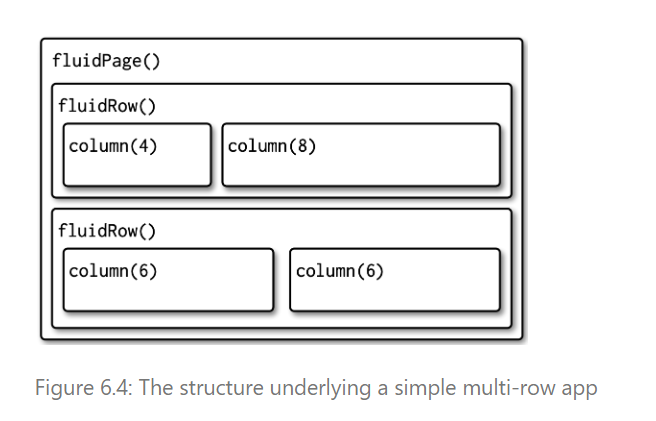 fluidPage()
fluidRow()
column(4) column(8)
fluidRow()
column(6) column(6)
Figure 6.4: The structure underlying a simple multi-row app